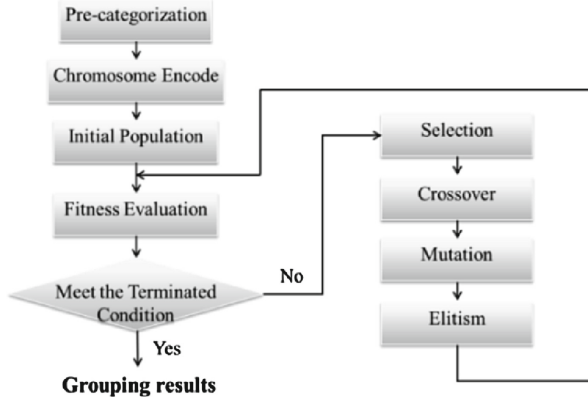 Pre-categorization
Chromosome Encode
Initial Population
Fitness Evaluation
Meet the Terminated
Condition
No
Yes
Grouping results
Selection
Crossover
Mutation
Elitism